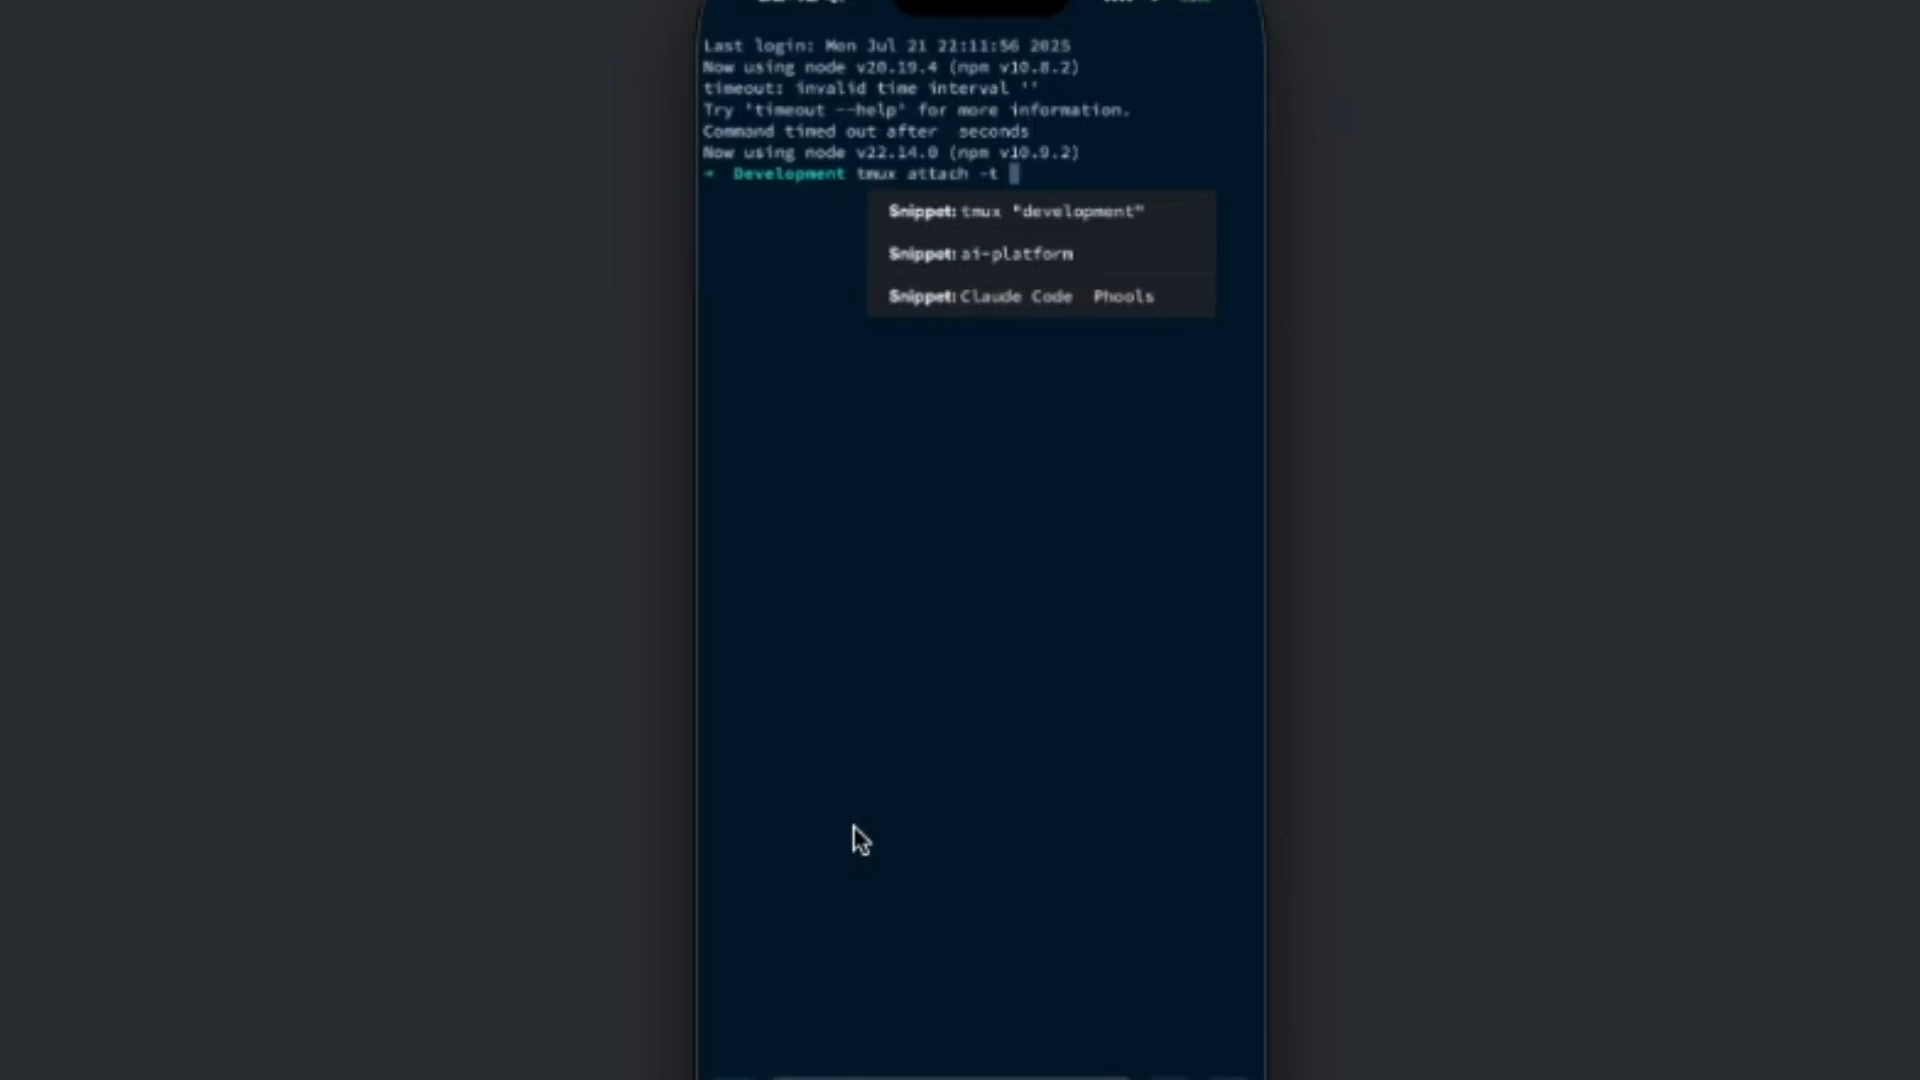 Last login: Mon Jul 21 22:11:56 2025
Now using node v20.19.4 (npm v10.8.2)
timeout: invalid time interval ''
Try 'timeout --help' for more information.
Command timed out after  seconds
Now using node v22.14.0 (npm v10.9.2)
➜  Development tmux attach -t
Snippet: tmux "development"
Snippet: ai-platform
Snippet: Claude Code  Phools